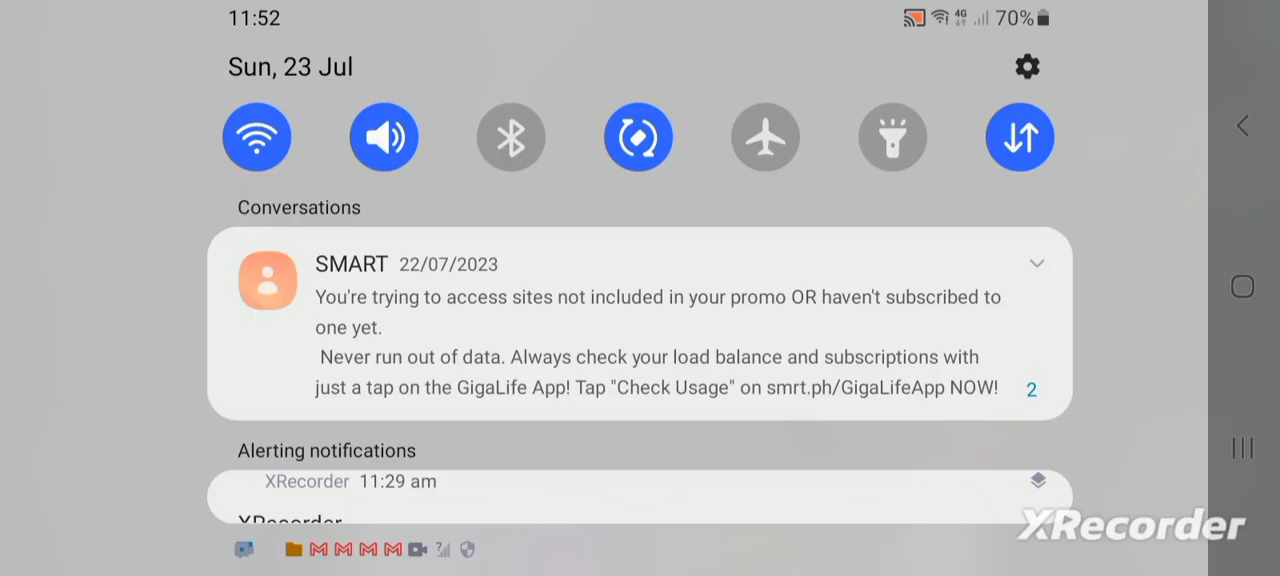 11:52
4G
70%
Sun, 23 Jul
Conversations
SMART 22/07/2023
You're trying to access sites not included in your promo OR haven't subscribed to
one yet.
Never run out of data. Always check your load balance and subscriptions with
just a tap on the GigaLife App! Tap "Check Usage" on smrt.ph/GigaLifeApp NOW!
2
Alerting notifications
XRecorder 11:29 am
XRecorder
XRecorder